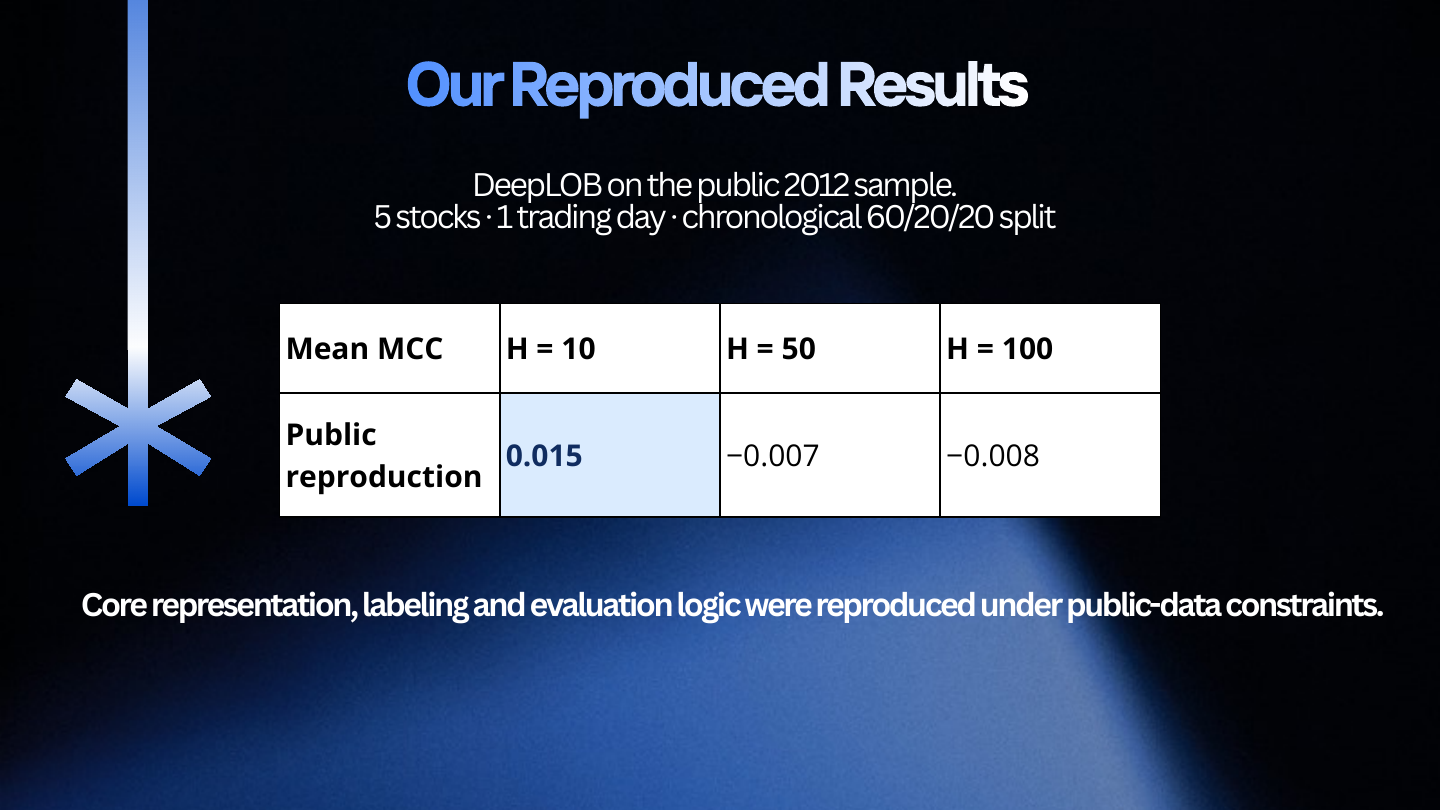 Our Reproduced Results
DeepLOB on the public 2012 sample.
5 stocks · 1 trading day · chronological 60/20/20 split
Mean MCC H = 10 H = 50 H = 100
Public
reproduction 0.015 −0.007 −0.008
Core representation, labeling and evaluation logic were reproduced under public-data constraints.